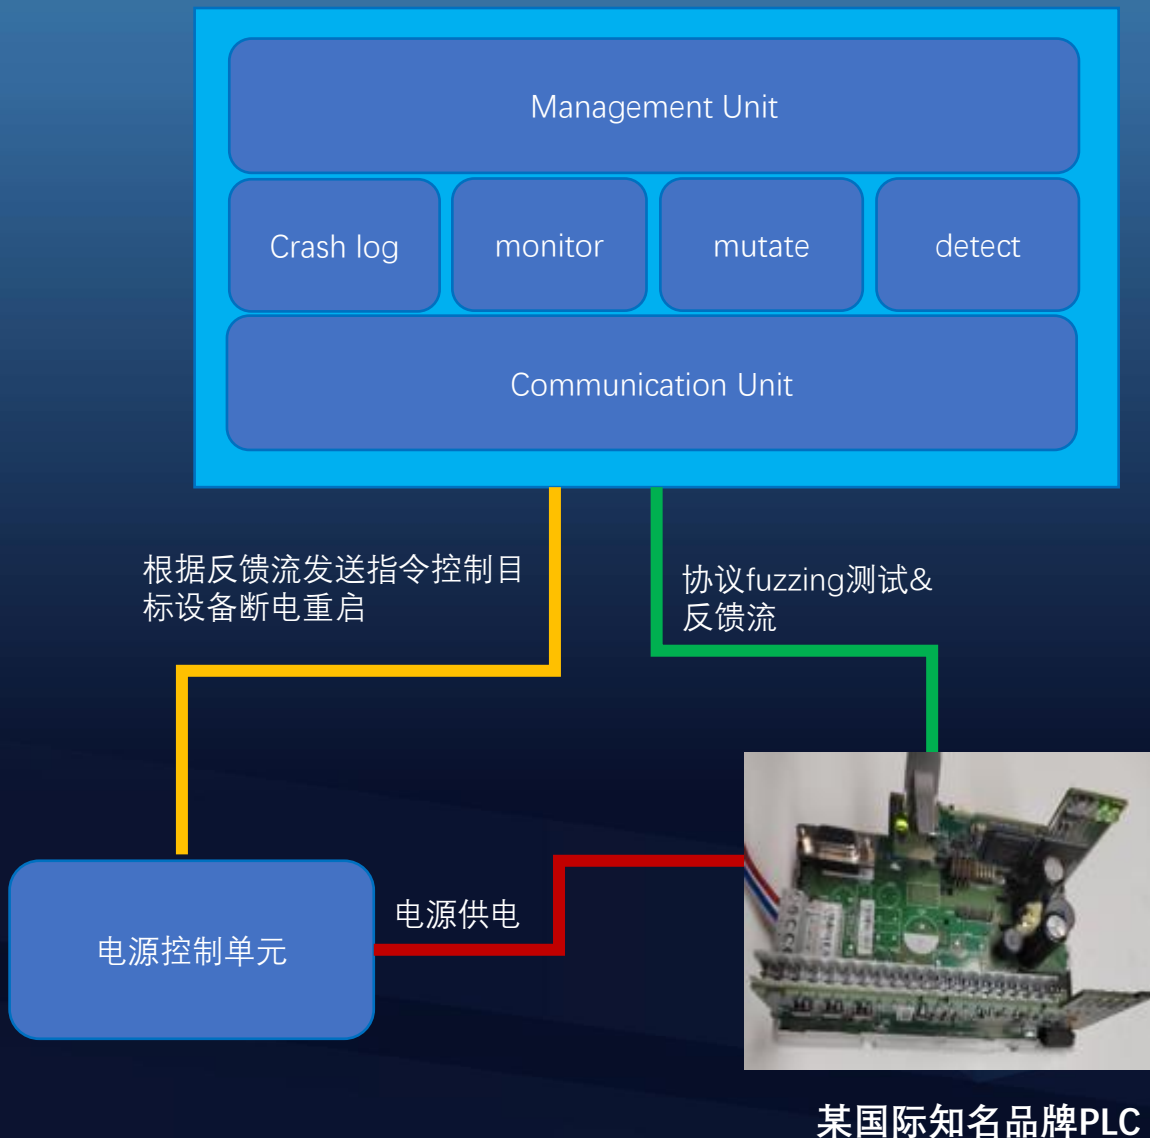 Management Unit
Crash log
monitor
mutate
detect
Communication Unit
根据反馈流发送指令控制目
标设备断电重启
协议fuzzing测试&
反馈流
电源供电
电源控制单元
某国际知名品牌PLC